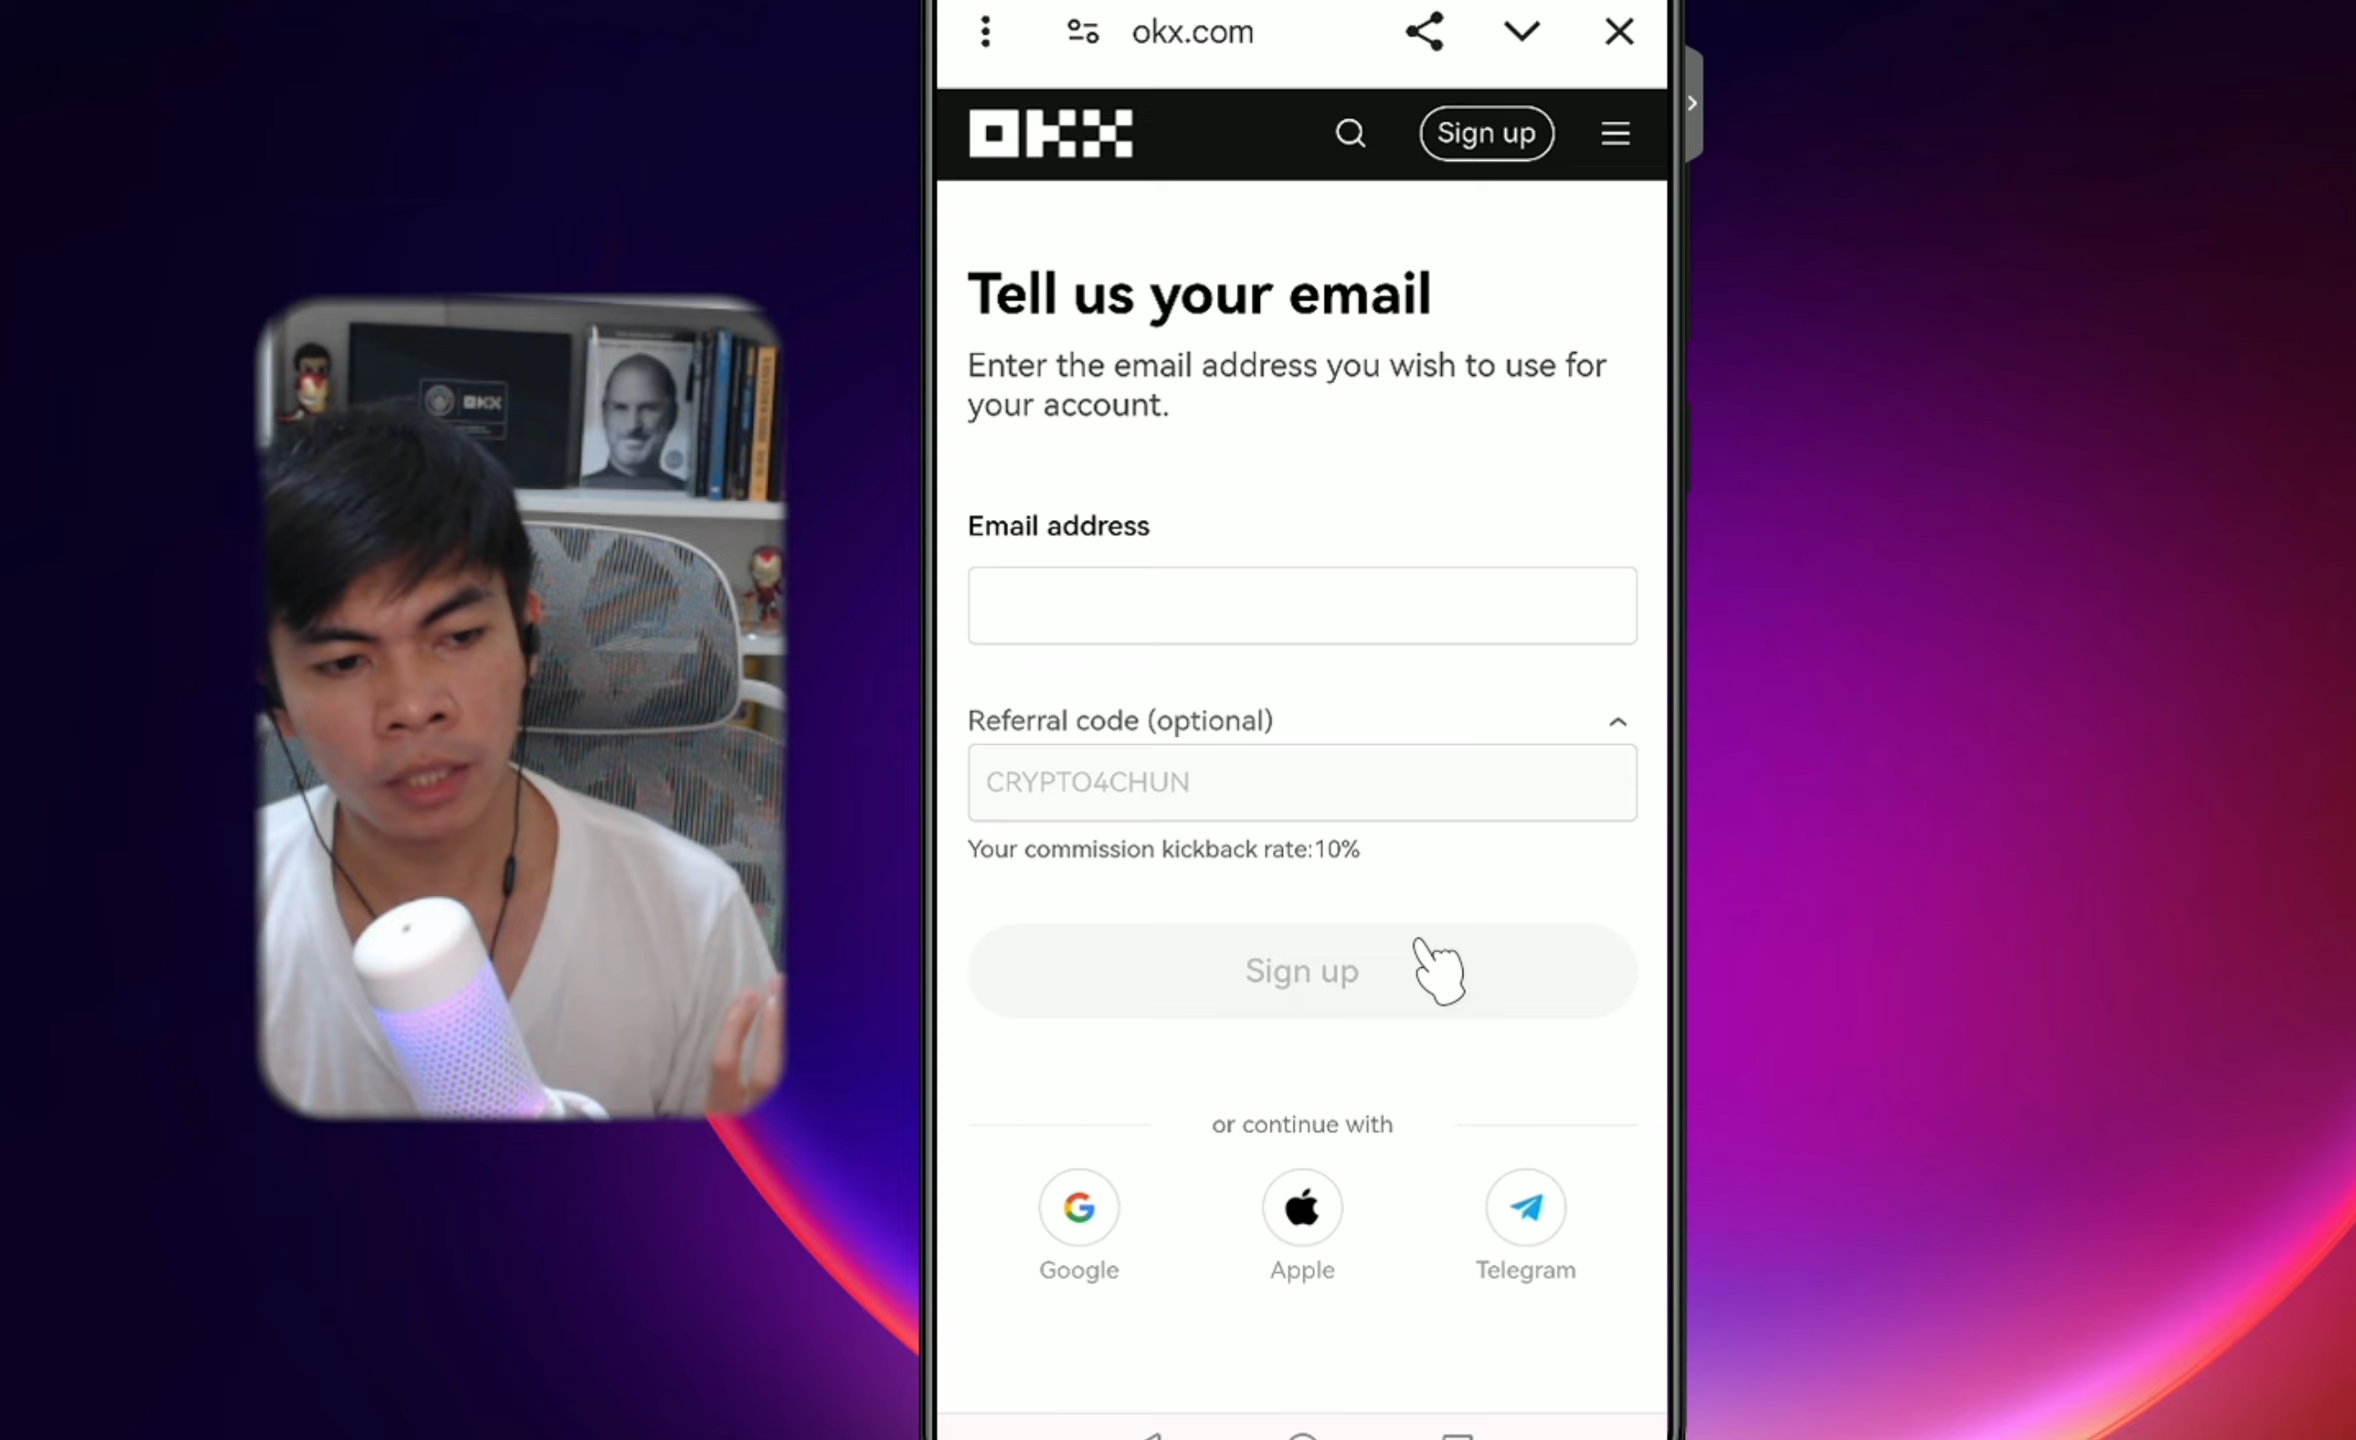 okx.com
OKX
Sign up
Tell us your email
Enter the email address you wish to use for
your account.
Email address
Referral code (optional)
CRYPTO4CHUN
Your commission kickback rate:10%
Sign up
or continue with
Google
Apple
Telegram
OKX